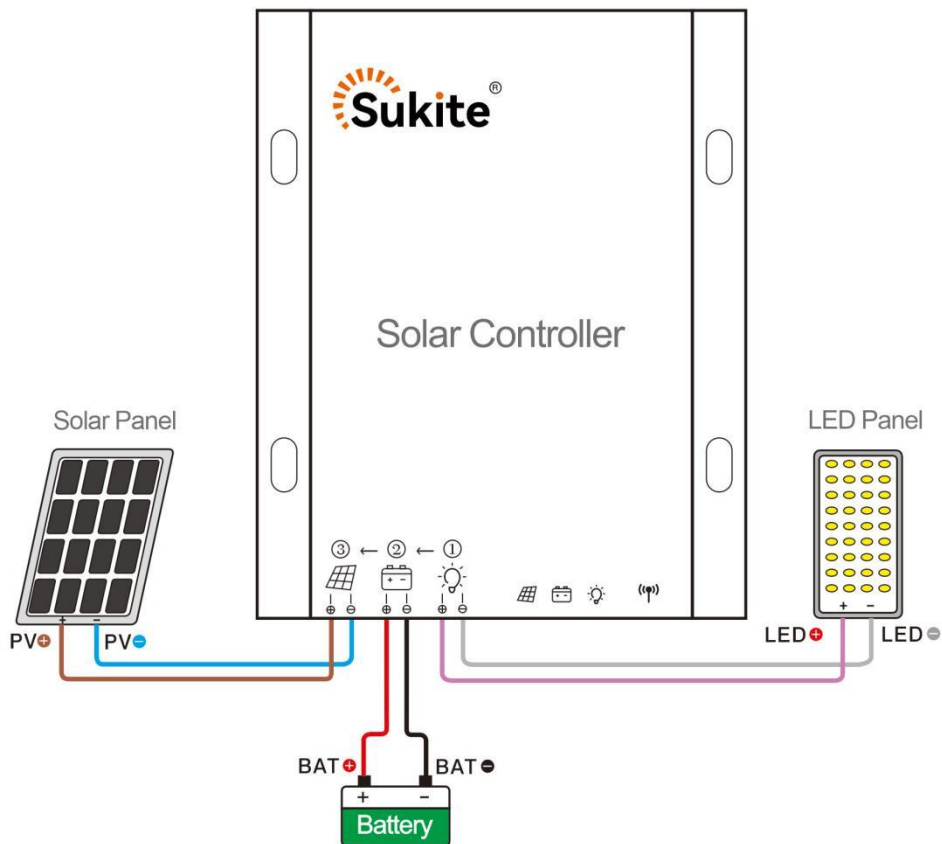 Sukite®
Solar Controller
Solar Panel
LED Panel
③ ← ② ← ①
+ -
+ -
⊕ ⊖ ⊕ ⊖ ⊕ ⊖
+ -
+ -
PV⊕ PV⊖
LED⊕ LED⊖
BAT⊕ BAT⊖
+ -
Battery